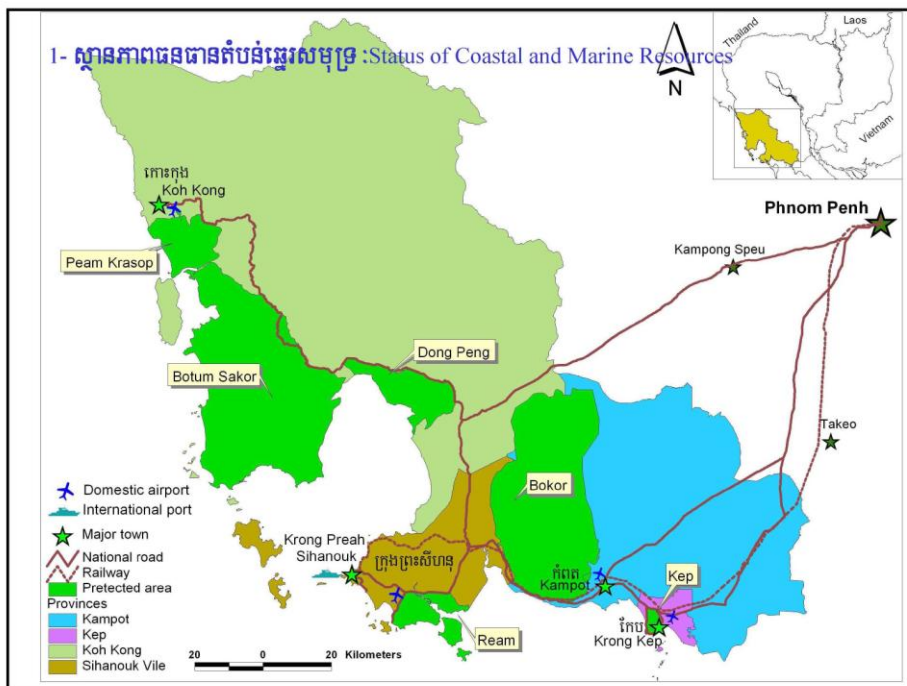 1- ស្ថានភាពធនធានតំបន់ឆ្នេរសមុទ្រ :Status of Coastal and Marine Resources
N
Thailand
Laos
Vietnam
កោះកុង
Koh Kong
Phnom Penh
Peam Krasop
Kampong Speu
Dong Peng
Botum Sakor
Takeo
Bokor
Krong Preah
Sihanouk
ក្រុងព្រះសីហនុ
កំពត
Kampot
Kep
កែប
Krong Kep
Ream
Domestic airport
International port
Major town
National road
Railway
Pretected area
Provinces
Kampot
Kep
Koh Kong
Sihanouk Vile
20 0 20 Kilometers